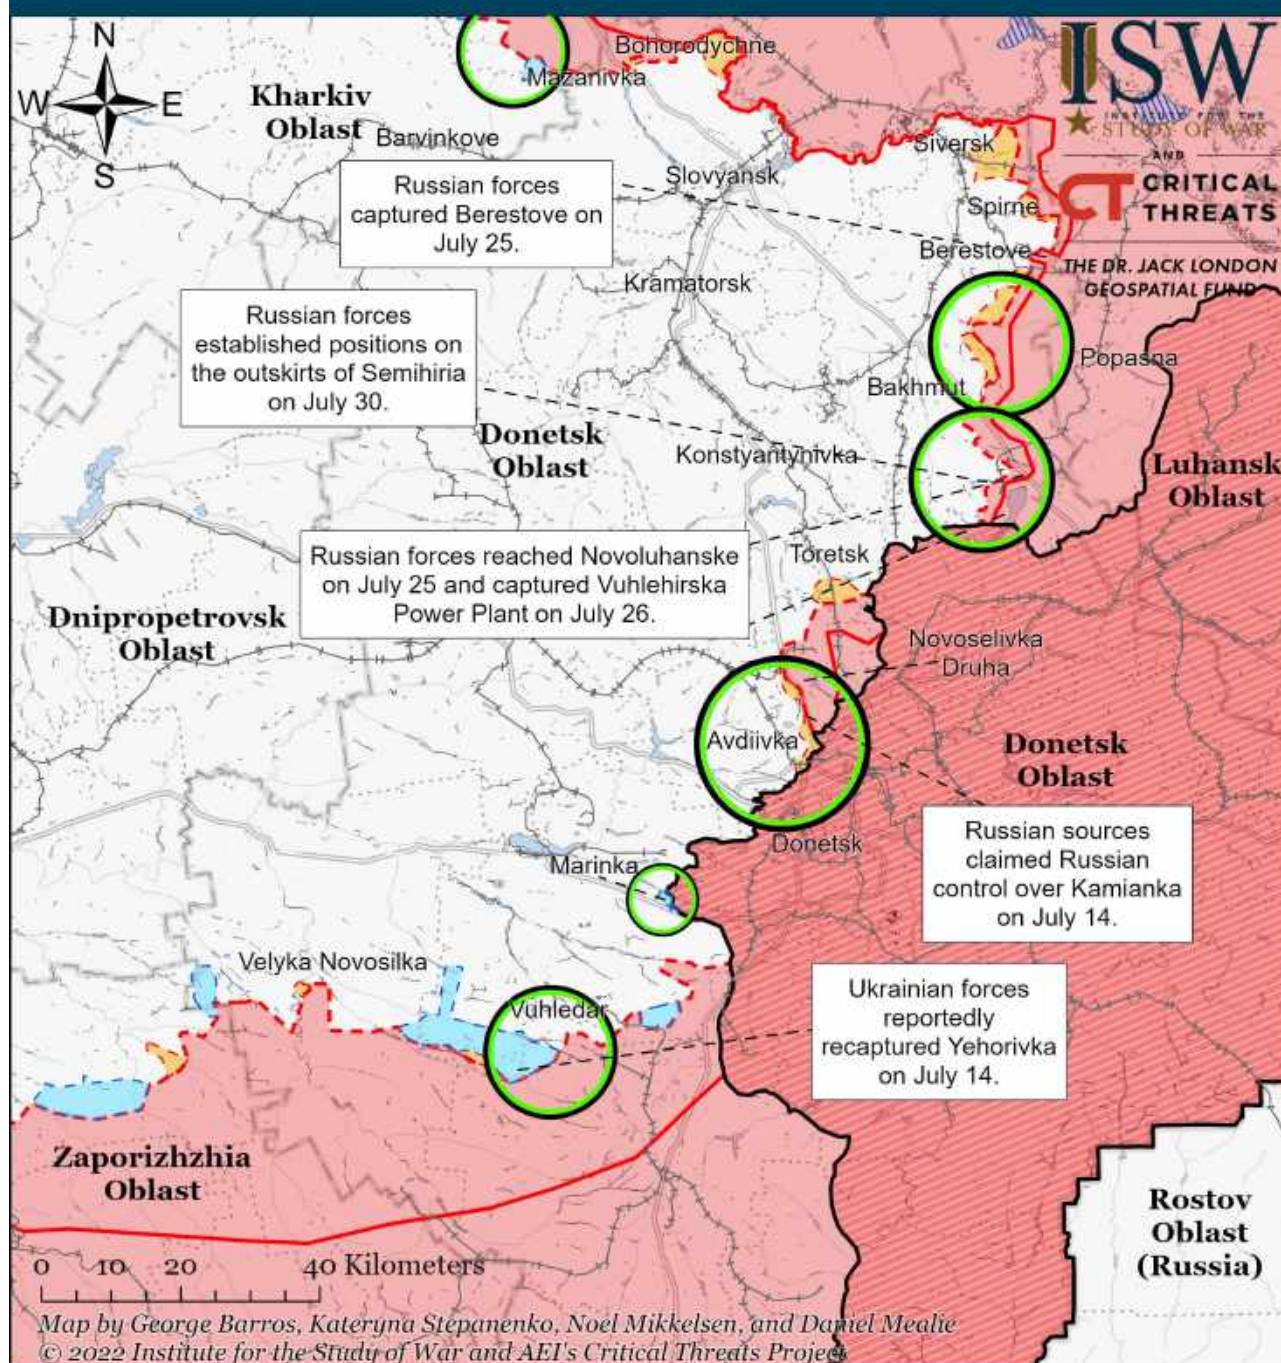 N
W
E
S
ISW
INSTITUTE FOR THE
STUDY OF WAR
AND
CT CRITICAL
THREATS
THE DR. JACK LONDON
GEOSPATIAL FUND
Bohorodychne
Mazanivka
Kharkiv
Oblast
Barvinkove
Siversk
Slovyansk
Russian forces
captured Berestove on
July 25.
Spirne
Berestove
Kramatorsk
Russian forces
established positions on
the outskirts of Semihiria
on July 30.
Popasna
Bakhmut
Donetsk
Oblast
Konstyantynivka
Luhansk
Oblast
Russian forces reached Novoluhanske
on July 25 and captured Vuhlehirska
Power Plant on July 26.
Toretsk
Dnipropetrovsk
Oblast
Novoselivka
Druha
Avdiivka
Donetsk
Oblast
Russian sources
claimed Russian
control over Kamianka
on July 14.
Donetsk
Marinka
Velyka Novosilka
Vuhledar
Ukrainian forces
reportedly
recaptured Yehorivka
on July 14.
Zaporizhzhia
Oblast
Rostov
Oblast
(Russia)
0 10 20 40 Kilometers
Map by George Barros, Kateryna Stepanenko, Noel Mikkelsen, and Daniel Mealie
© 2022 Institute for the Study of War and AEI's Critical Threats Project